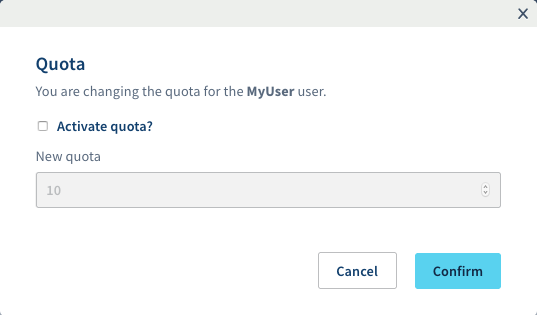 Quota
You are changing the quota for the MyUser user.
Activate quota?
New quota
10
Cancel
Confirm